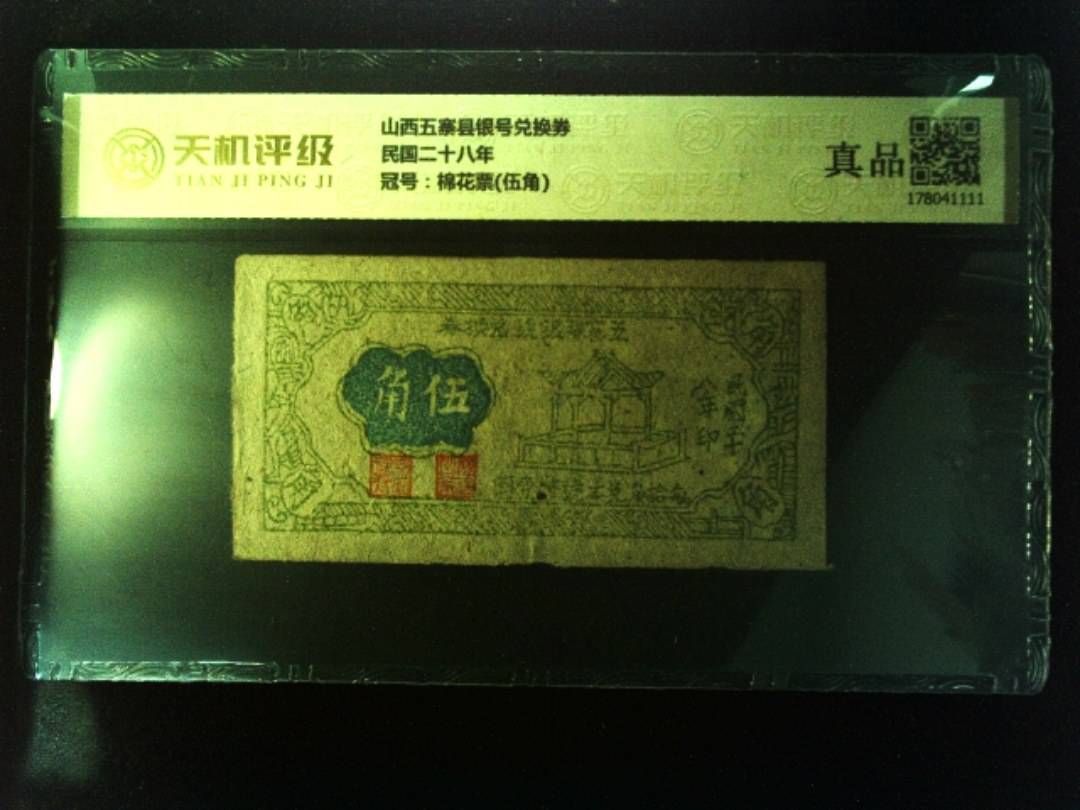 天机评级
TIAN JI PING JI
山西五寨县银号兑换券
民国二十八年
冠号：棉花票(伍角)
真品
178041111
五寨县银号兑换券
角伍
民国二十
八年印